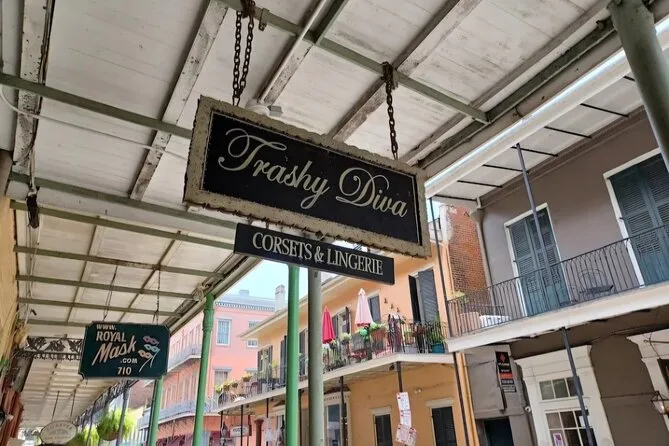 Trashy Diva
CORSETS & LINGERIE
WWW.
ROYAL
Mask
.COM
710